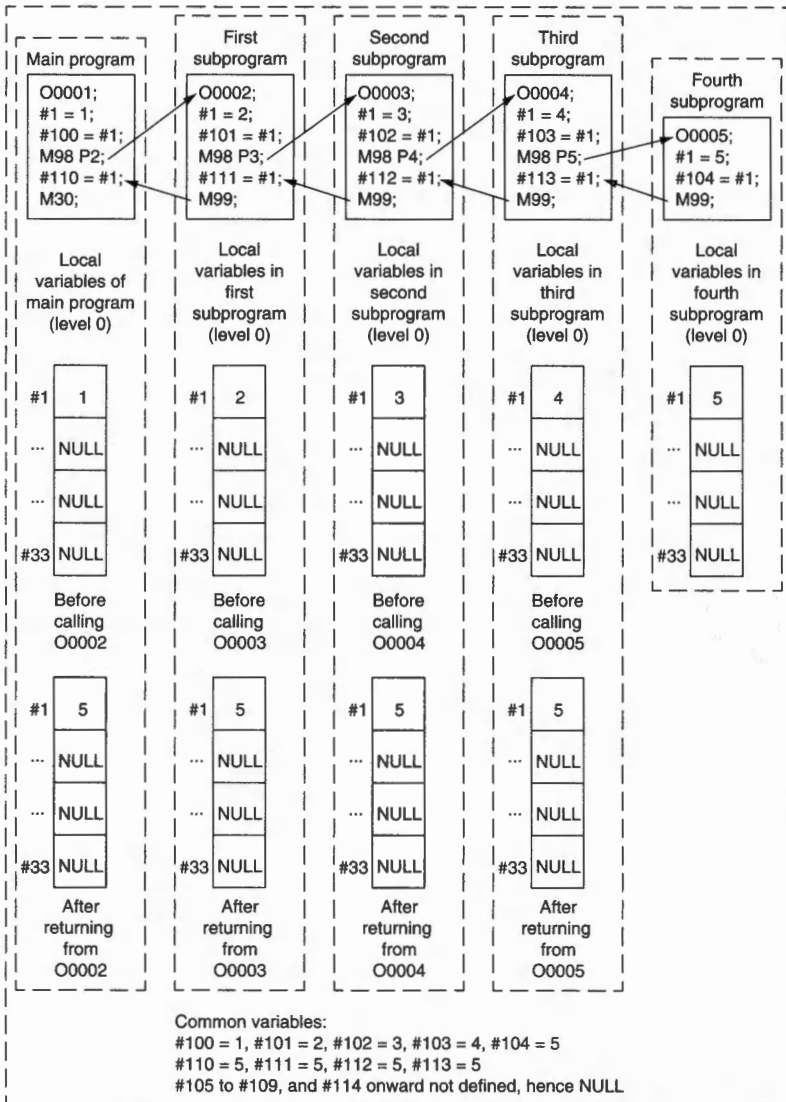 Main program
O0001;
#1 = 1;
#100 = #1;
M98 P2;
#110 = #1;
M30;
Local
variables of
main program
(level 0)
#1 1
... NULL
... NULL
#33 NULL
Before
calling
O0002
#1 5
... NULL
... NULL
#33 NULL
After
returning
from
O0002
First
subprogram
O0002;
#1 = 2;
#101 = #1;
M98 P3;
#111 = #1;
M99;
Local
variables in
first
subprogram
(level 0)
#1 2
... NULL
... NULL
#33 NULL
Before
calling
O0003
#1 5
... NULL
... NULL
#33 NULL
After
returning
from
O0003
Second
subprogram
O0003;
#1 = 3;
#102 = #1;
M98 P4;
#112 = #1;
M99;
Local
variables in
second
subprogram
(level 0)
#1 3
... NULL
... NULL
#33 NULL
Before
calling
O0004
#1 5
... NULL
... NULL
#33 NULL
After
returning
from
O0004
Third
subprogram
O0004;
#1 = 4;
#103 = #1;
M98 P5;
#113 = #1;
M99;
Local
variables in
third
subprogram
(level 0)
#1 4
... NULL
... NULL
#33 NULL
Before
calling
O0005
#1 5
... NULL
... NULL
#33 NULL
After
returning
from
O0005
Fourth
subprogram
O0005;
#1 = 5;
#104 = #1;
M99;
Local
variables in
fourth
subprogram
(level 0)
#1 5
... NULL
... NULL
#33 NULL
Common variables:
#100 = 1, #101 = 2, #102 = 3, #103 = 4, #104 = 5
#110 = 5, #111 = 5, #112 = 5, #113 = 5
#105 to #109, and #114 onward not defined, hence NULL